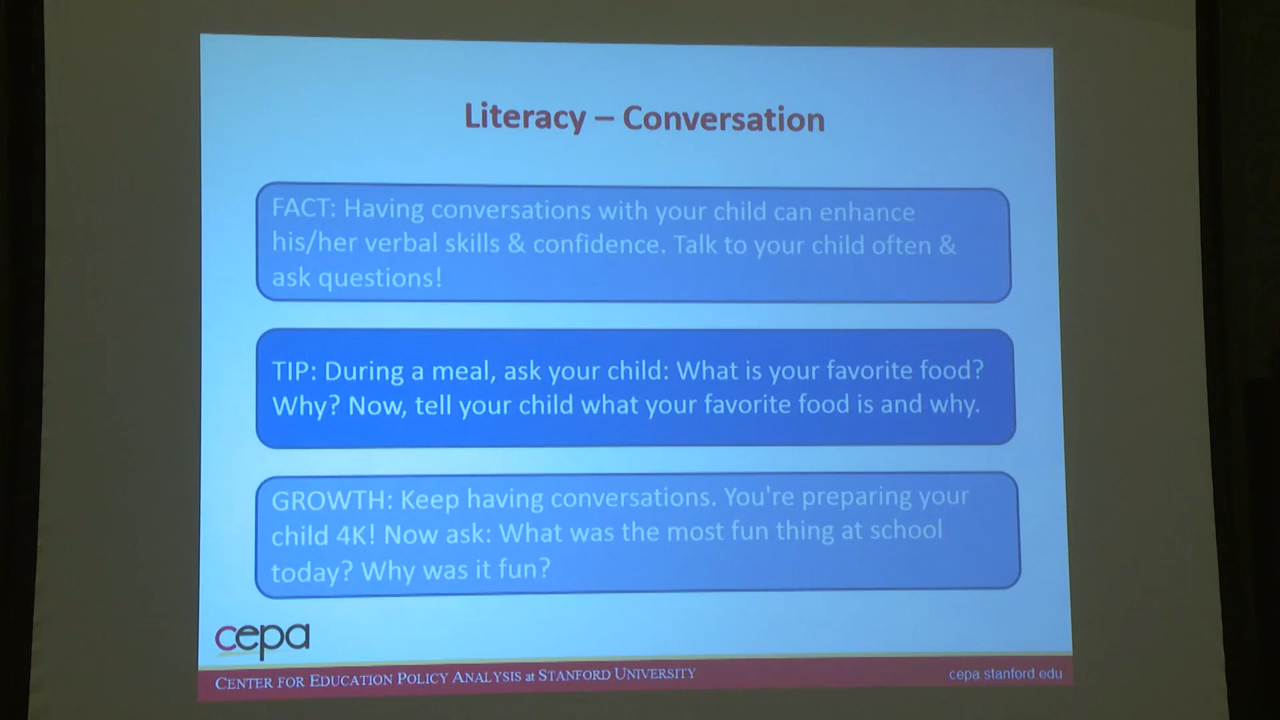 Literacy – Conversation
FACT: Having conversations with your child can enhance
his/her verbal skills & confidence. Talk to your child often &
ask questions!
TIP: During a meal, ask your child: What is your favorite food?
Why? Now, tell your child what your favorite food is and why.
GROWTH: Keep having conversations. You're preparing your
child 4K! Now ask: What was the most fun thing at school
today? Why was it fun?
cepa
CENTER FOR EDUCATION POLICY ANALYSIS at STANFORD UNIVERSITY
cepa stanford edu